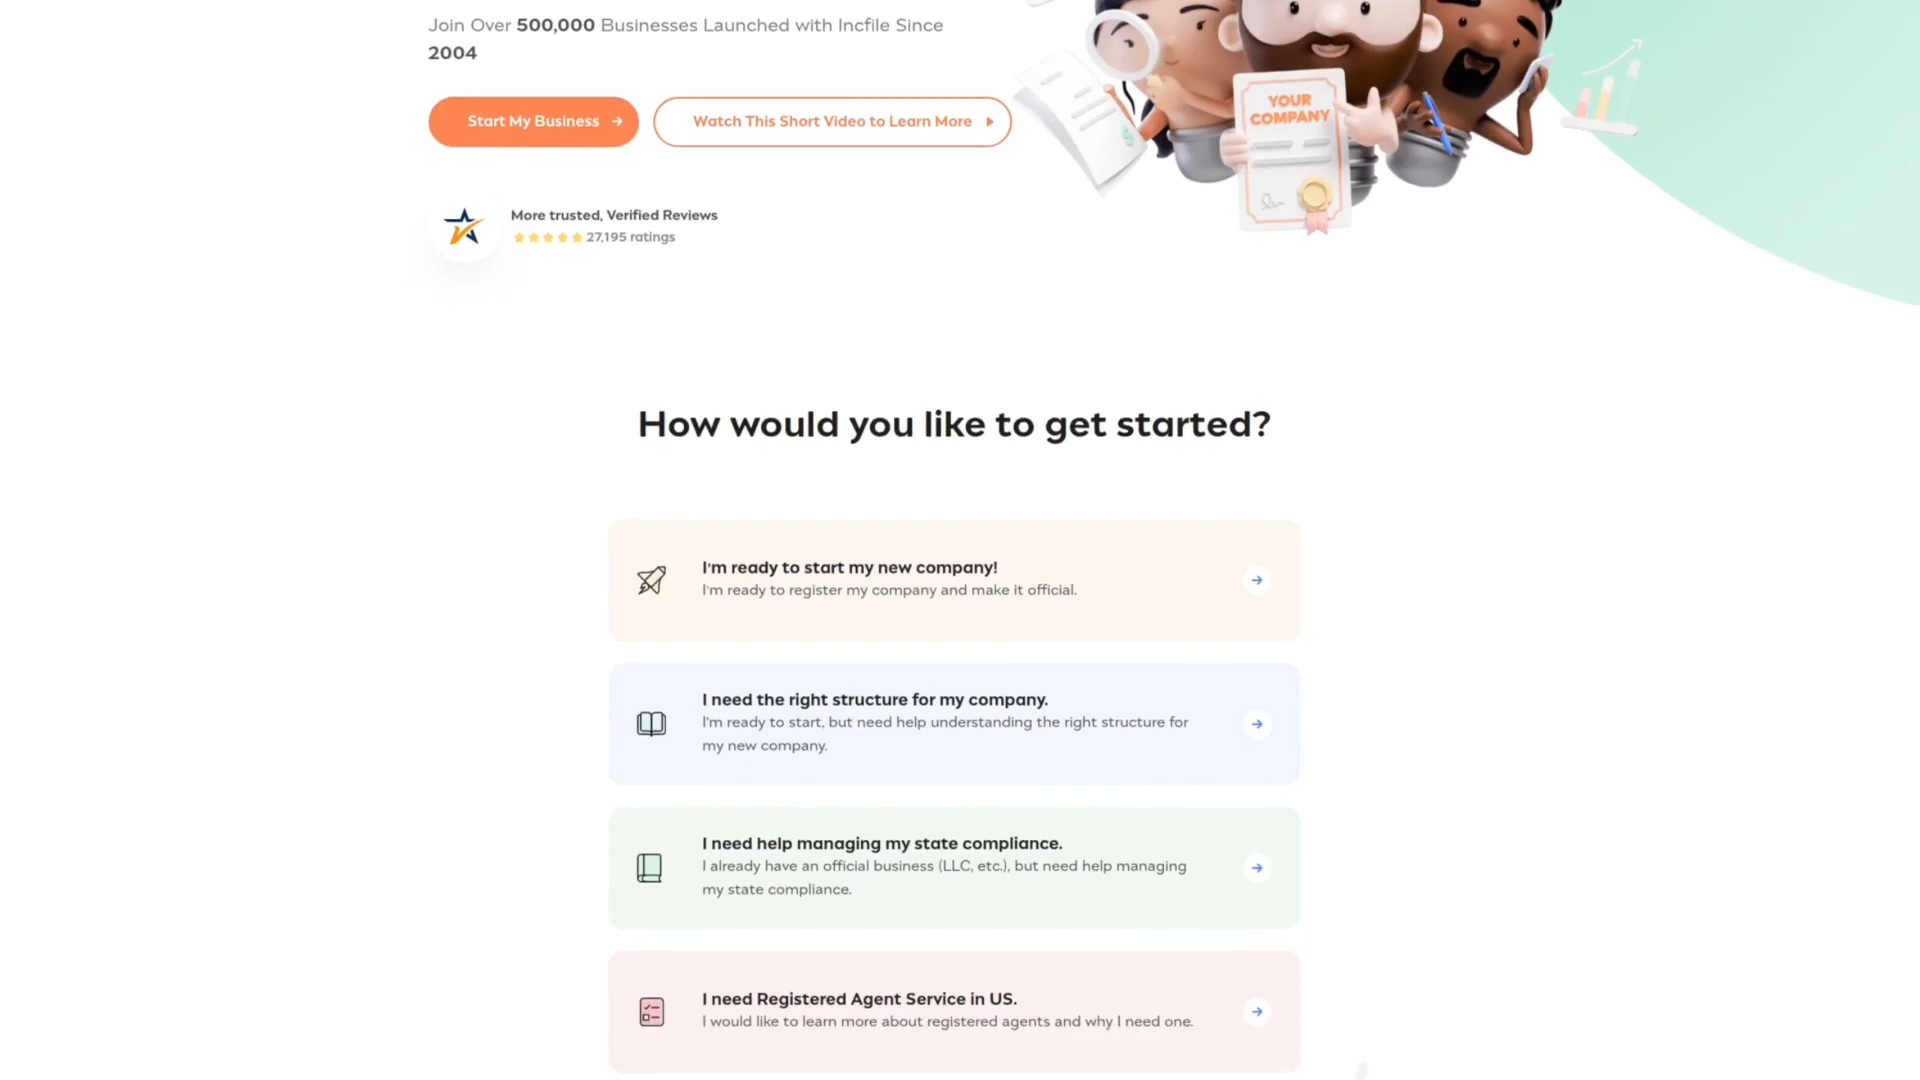 Join Over 500,000 Businesses Launched with Incfile Since
2004
Start My Business
Watch This Short Video to Learn More
YOUR
COMPANY
More trusted, Verified Reviews
27,195 ratings
How would you like to get started?
I'm ready to start my new company!
I'm ready to register my company and make it official.
I need the right structure for my company.
I'm ready to start, but need help understanding the right structure for
my new company.
I need help managing my state compliance.
I already have an official business (LLC, etc.), but need help managing
my state compliance.
I need Registered Agent Service in US.
I would like to learn more about registered agents and why I need one.